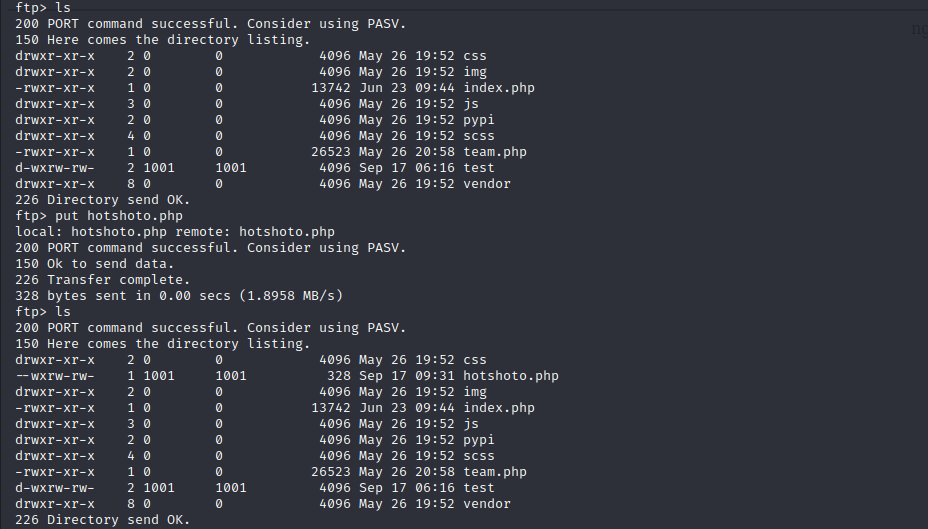 ftp> ls
200 PORT command successful. Consider using PASV.
150 Here comes the directory listing.
drwxr-xr-x    2 0        0            4096 May 26 19:52 css
drwxr-xr-x    2 0        0            4096 May 26 19:52 img
-rwxr-xr-x    1 0        0           13742 Jun 23 09:44 index.php
drwxr-xr-x    3 0        0            4096 May 26 19:52 js
drwxr-xr-x    2 0        0            4096 May 26 19:52 pypi
drwxr-xr-x    4 0        0            4096 May 26 19:52 scss
-rwxr-xr-x    1 0        0           26523 May 26 20:58 team.php
d-wxrw-rw-    2 1001     1001         4096 Sep 17 06:16 test
drwxr-xr-x    8 0        0            4096 May 26 19:52 vendor
226 Directory send OK.
ftp> put hotshoto.php
local: hotshoto.php remote: hotshoto.php
200 PORT command successful. Consider using PASV.
150 Ok to send data.
226 Transfer complete.
328 bytes sent in 0.00 secs (1.8958 MB/s)
ftp> ls
200 PORT command successful. Consider using PASV.
150 Here comes the directory listing.
drwxr-xr-x    2 0        0            4096 May 26 19:52 css
--wxrw-rw-    1 1001     1001          328 Sep 17 09:31 hotshoto.php
drwxr-xr-x    2 0        0            4096 May 26 19:52 img
-rwxr-xr-x    1 0        0           13742 Jun 23 09:44 index.php
drwxr-xr-x    3 0        0            4096 May 26 19:52 js
drwxr-xr-x    2 0        0            4096 May 26 19:52 pypi
drwxr-xr-x    4 0        0            4096 May 26 19:52 scss
-rwxr-xr-x    1 0        0           26523 May 26 20:58 team.php
d-wxrw-rw-    2 1001     1001         4096 Sep 17 06:16 test
drwxr-xr-x    8 0        0            4096 May 26 19:52 vendor
226 Directory send OK.